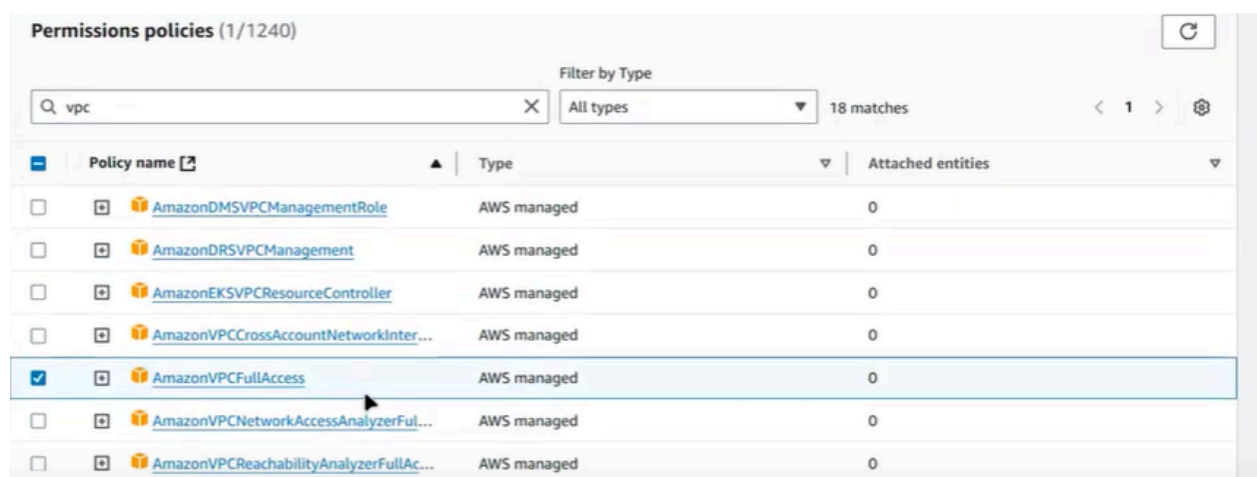 Permissions policies (1/1240)
Filter by Type
vpc
All types
18 matches
1
Policy name
Type
Attached entities
AmazonDMSVPCManagementRole AWS managed 0
AmazonDRSVPCManagement AWS managed 0
AmazonEKSVPCResourceController AWS managed 0
AmazonVPCCrossAccountNetworkInter... AWS managed 0
AmazonVPCFullAccess AWS managed 0
AmazonVPCNetworkAccessAnalyzerFul... AWS managed 0
AmazonVPCReachabilityAnalyzerFullAc... AWS managed 0